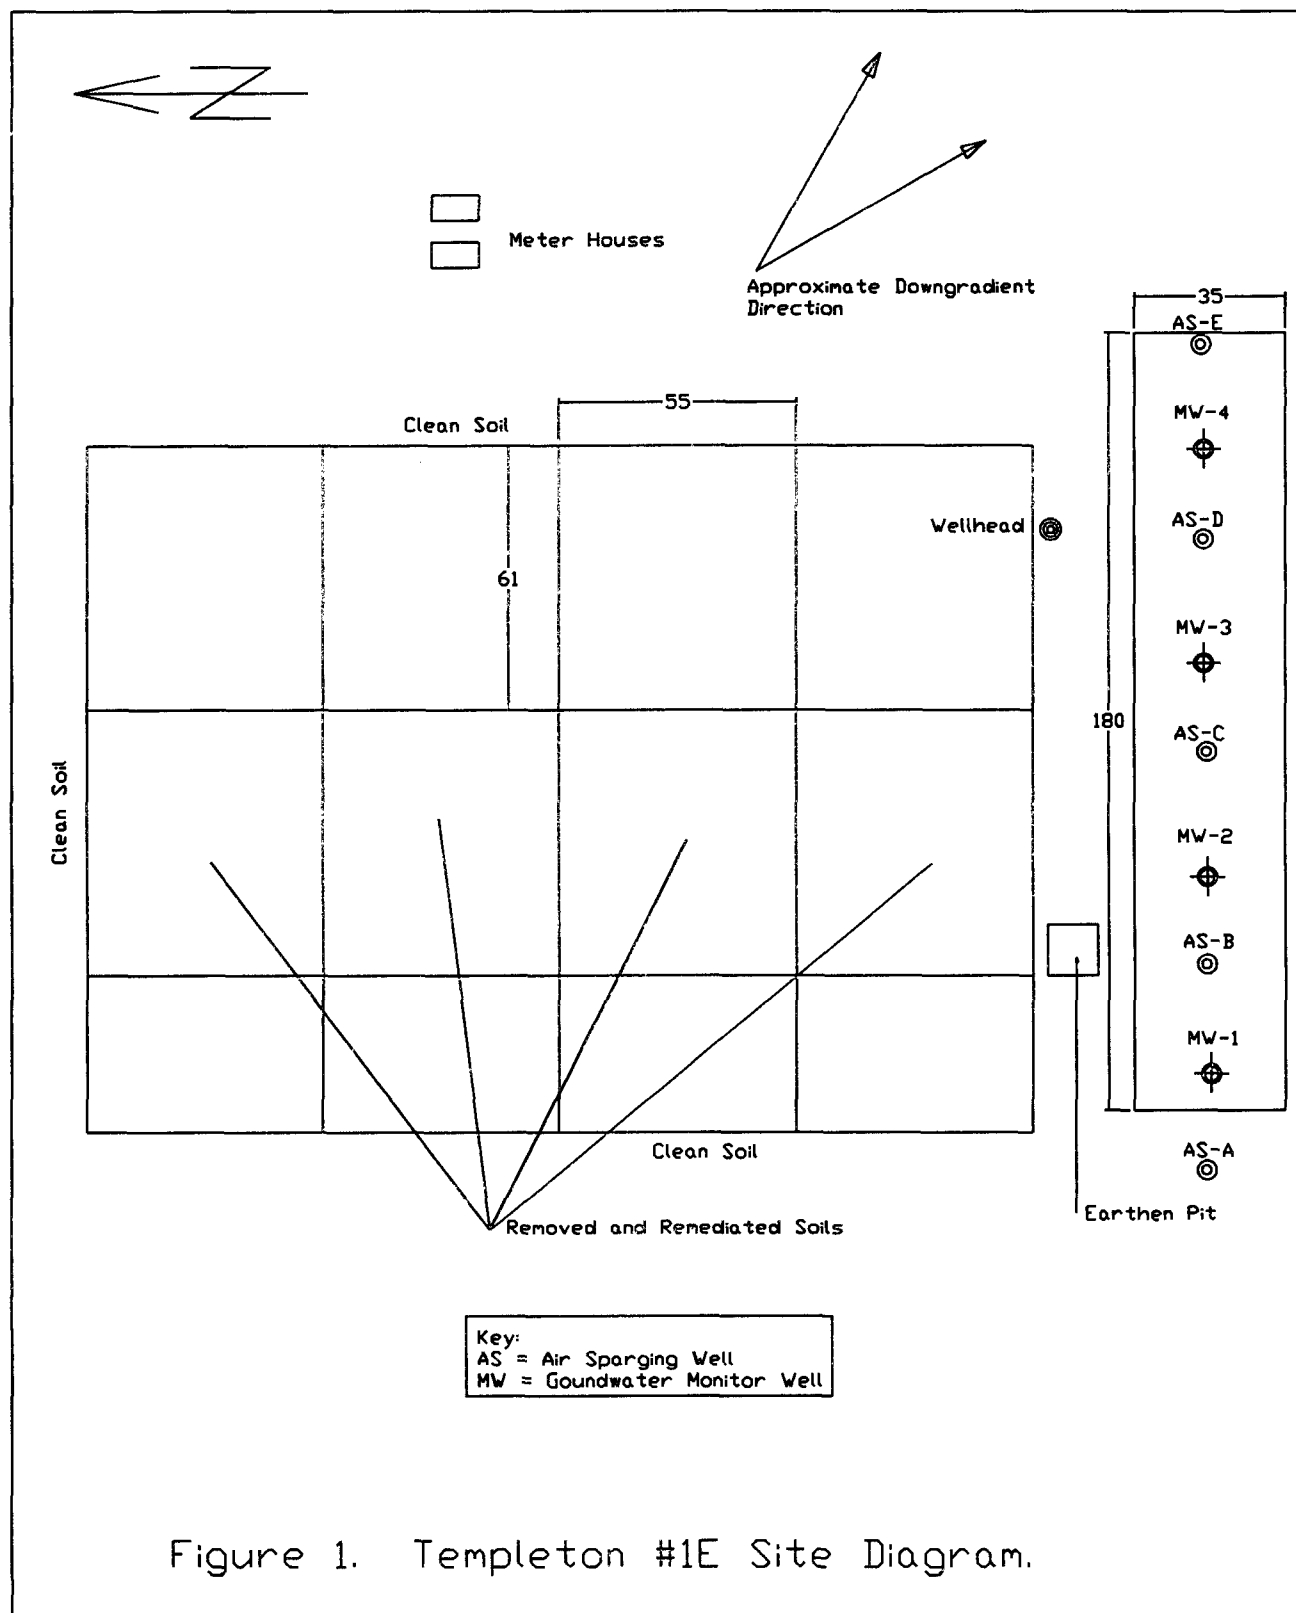 N
Meter Houses
Approximate Downgradient
Direction
35
AS-E
55
Clean Soil
MW-4
Wellhead
AS-D
61
MW-3
180
AS-C
Clean Soil
MW-2
AS-B
MW-1
Clean Soil
AS-A
Earthen Pit
Removed and Remediated Soils
Key:
AS = Air Sparging Well
MW = Goundwater Monitor Well
Figure 1. Templeton #1E Site Diagram.